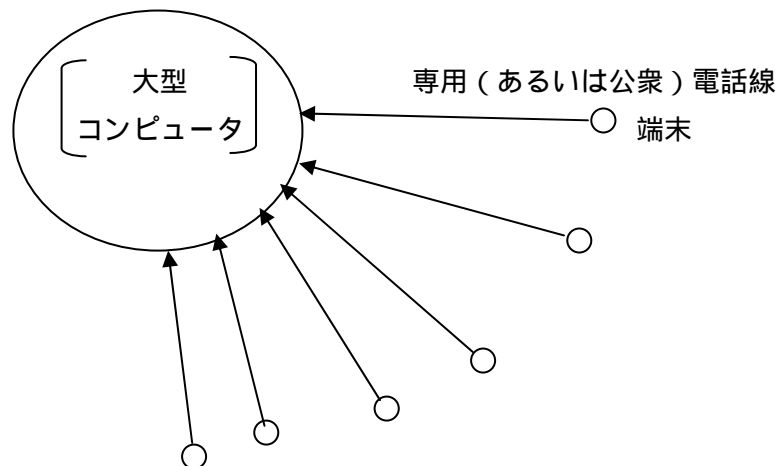 大型
コンピュータ
専用(あるいは公衆)電話線
端末